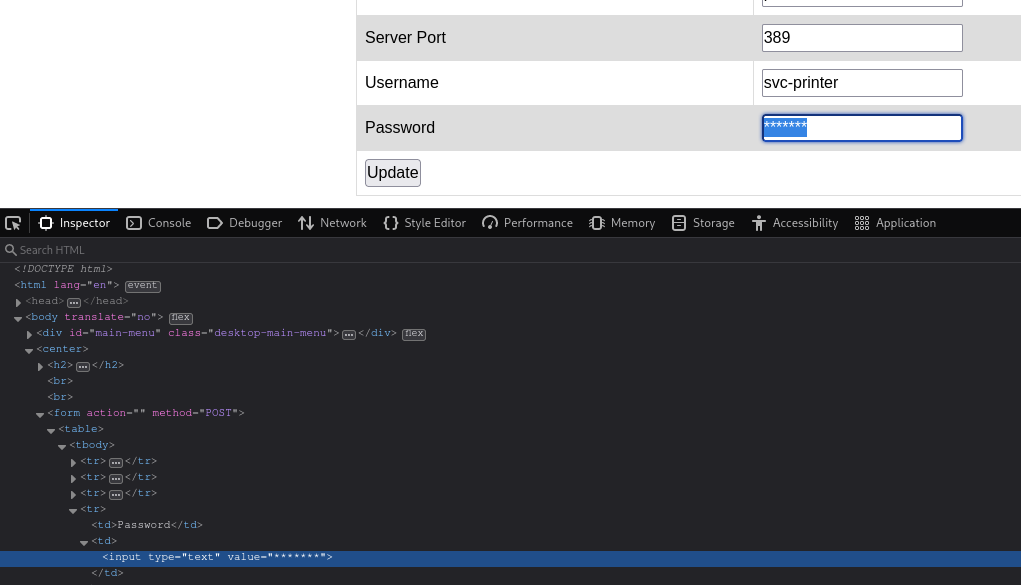 Server Port 389
Username svc-printer
Password *******
Update
Inspector Console Debugger Network Style Editor Performance Memory Storage Accessibility Application
Search HTML
<!DOCTYPE html>
<html lang="en"> event
<head> ••• </head>
<body translate="no"> flex
<div id="main-menu" class="desktop-main-menu"> ••• </div> flex
<center>
<h2> ••• </h2>
<br>
<br>
<form action="" method="POST">
<table>
<tbody>
<tr> ••• </tr>
<tr> ••• </tr>
<tr> ••• </tr>
<tr>
<td>Password</td>
<td>
<input type="text" value="*******">
</td>